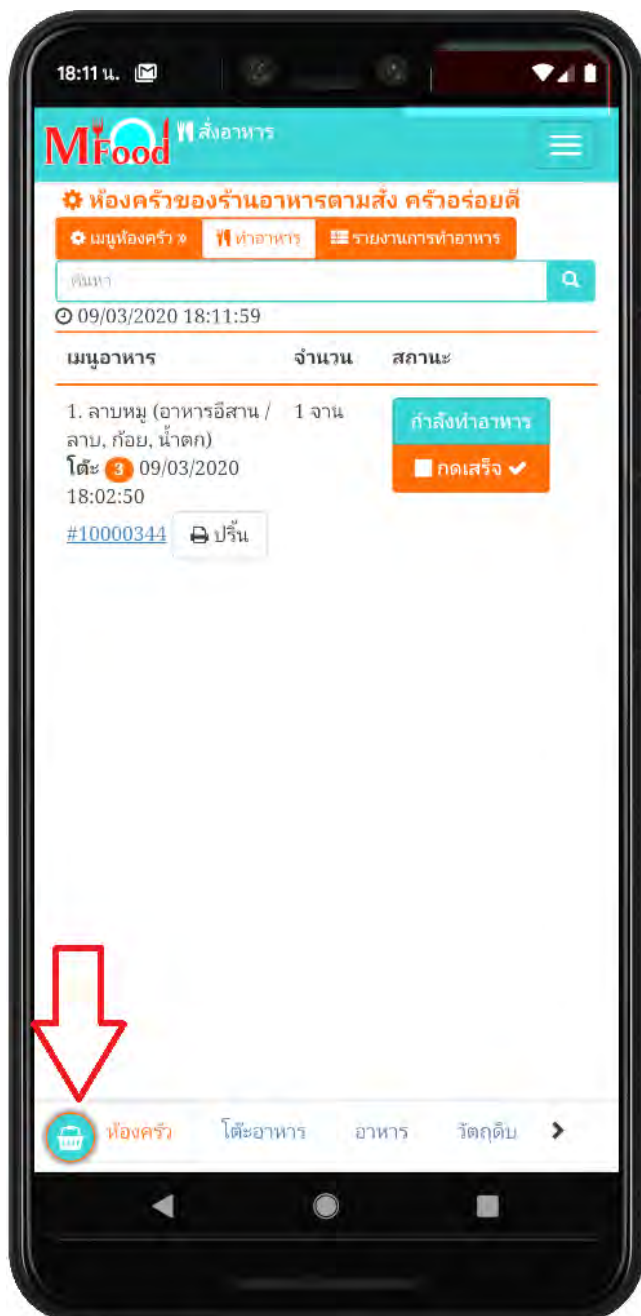 18:11 น.
MFood สั่งอาหาร
ห้องครัวของร้านอาหารตามสั่ง ครัวอร่อยดี
เมนูห้องครัว » ทำอาหาร รายงานการทำอาหาร
ค้นหา
09/03/2020 18:11:59
เมนูอาหาร จำนวน สถานะ
1. ลาบหมู (อาหารอีสาน / 1 จาน กำลังทำอาหาร
ลาบ, ก้อย, น้ำตก)
โต๊ะ 3 09/03/2020 กดเสร็จ
18:02:50
#10000344 ปริ๊น
ห้องครัว โต๊ะอาหาร อาหาร วัตถุดิบ